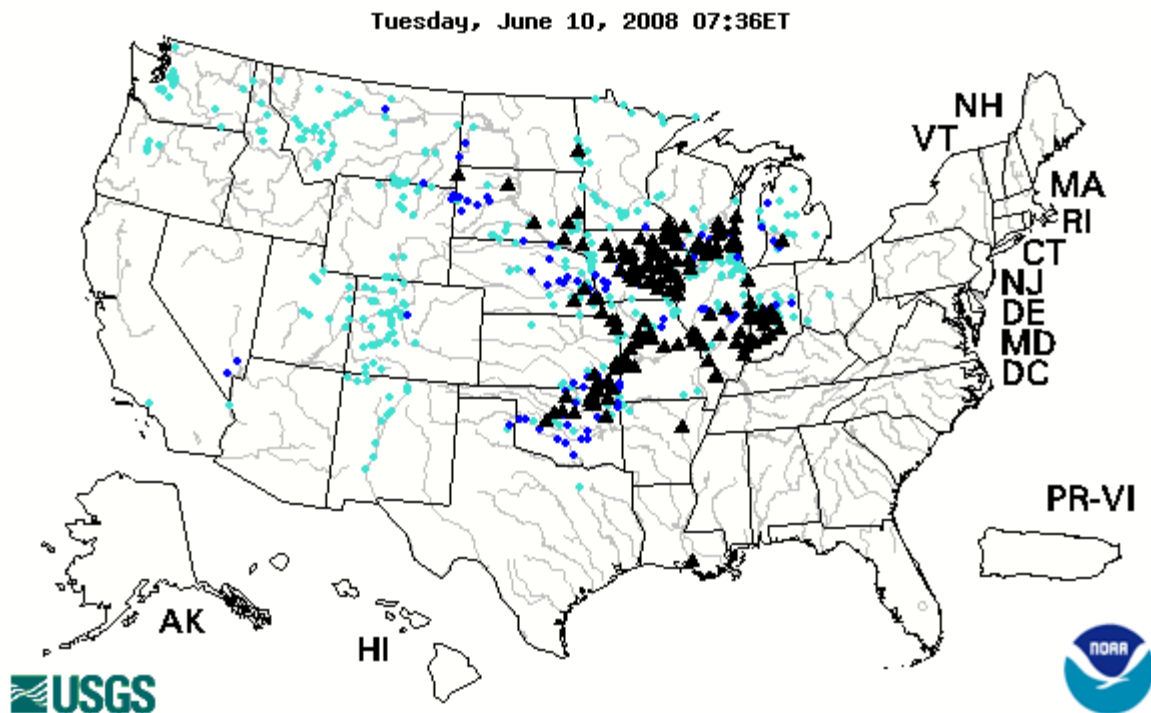 Tuesday, June 10, 2008 07:36ET
NH
VT
MA
RI
CT
NJ
DE
MD
DC
PR-VI
AK
HI
USGS
NOAA